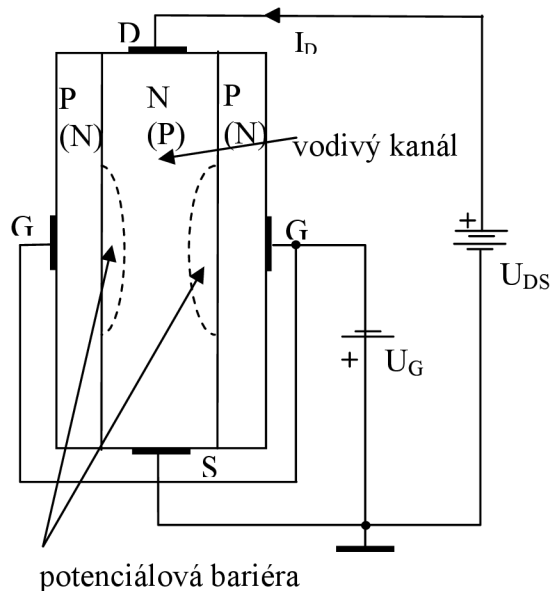 D
I_D
P
(N)
N
(P)
P
(N)
vodivý kanál
G
G
+
U_DS
+
U_G
S
potenciálová bariéra